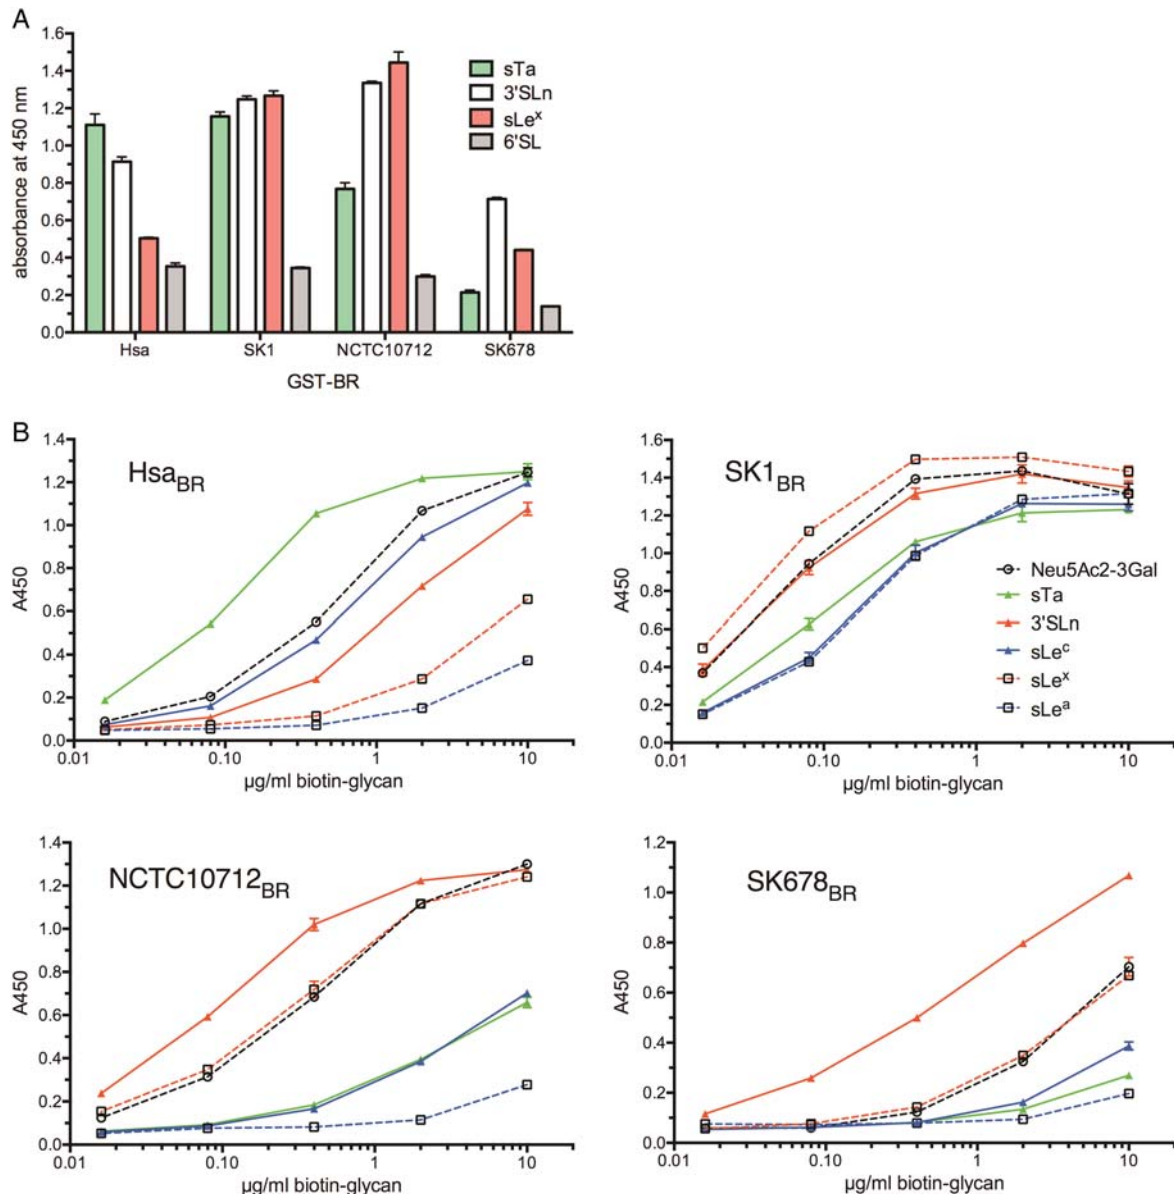 A
absorbance at 450 nm
1.6
1.4
1.2
1.0
0.8
0.6
0.4
0.2
0.0
sTa
3'SLn
sLeˣ
6'SL
Hsa
SK1
NCTC10712
SK678
GST-BR
B
HsaBR
A450
1.4
1.2
1.0
0.8
0.6
0.4
0.2
0.0
0.01
0.10
1
10
µg/ml biotin-glycan
SK1BR
A450
1.6
1.4
1.2
1.0
0.8
0.6
0.4
0.2
0.0
Neu5Ac2-3Gal
sTa
3'SLn
sLeᶜ
sLeˣ
sLeᵃ
0.01
0.10
1
10
µg/ml biotin-glycan
NCTC10712BR
A450
1.4
1.2
1.0
0.8
0.6
0.4
0.2
0.0
0.01
0.10
1
10
µg/ml biotin-glycan
SK678BR
A450
1.2
1.0
0.8
0.6
0.4
0.2
0.0
0.01
0.10
1
10
µg/ml biotin-glycan